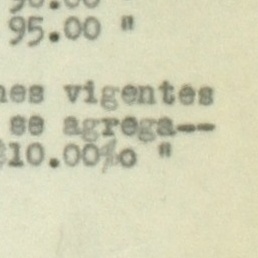 95.00 "
nes vigentes
se agrega--
$10.00%o "